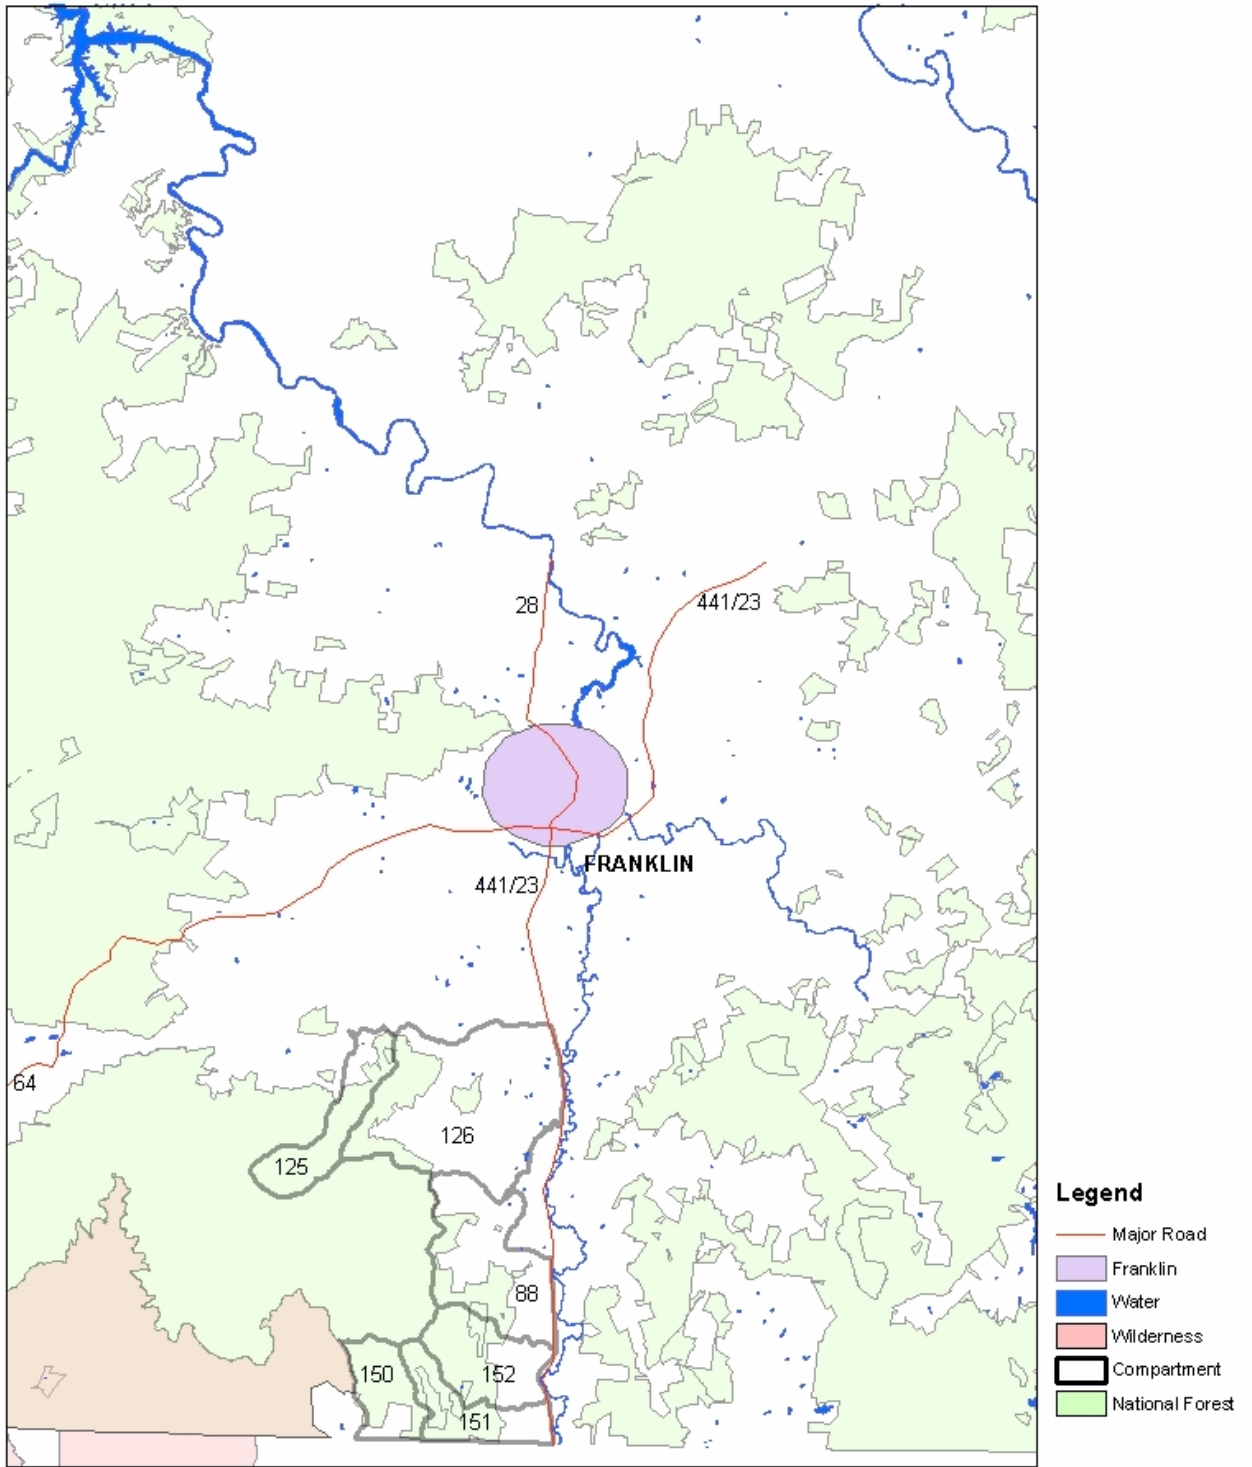 28
441/23
FRANKLIN
441/23
64
126
125
88
150
152
151
Legend
Major Road
Franklin
Water
Wilderness
Compartment
National Forest